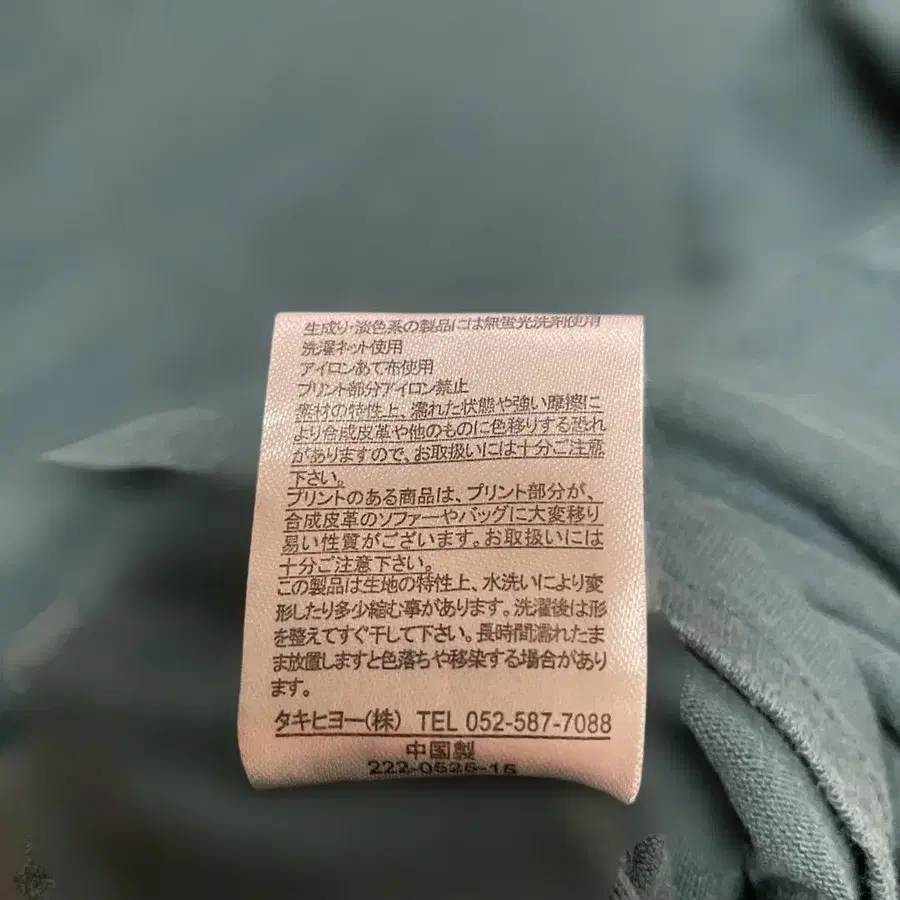 生成り・淡色系の製品には無蛍光洗剤使用
洗濯ネット使用
アイロンあて布使用
プリント部分アイロン禁止
素材の特性上、濡れた状態や強い摩擦に
より合成皮革や他のものに色移りする恐れ
がありますので、お取扱いには十分ご注意
下さい。
プリントのある商品は、プリント部分が、
合成皮革のソファーやバッグに大変移り
易い性質がございます。お取扱いには
十分ご注意下さい。
この製品は生地の特性上、水洗いにより変
形したり多少縮む事があります。洗濯後は形
を整えてすぐ干して下さい。長時間濡れたま
ま放置しますと色落ちや移染する場合があり
ます。
タキヒヨー(株) TEL 052-587-7088
中国製
222-0525-15